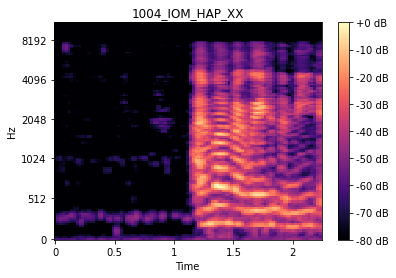 1004_IOM_HAP_XX
+0 dB
8192
-10 dB
-20 dB
4096
-30 dB
2048
-40 dB
Hz
1024
-50 dB
-60 dB
512
-70 dB
0
-80 dB
0 0.5 1 1.5 2
Time